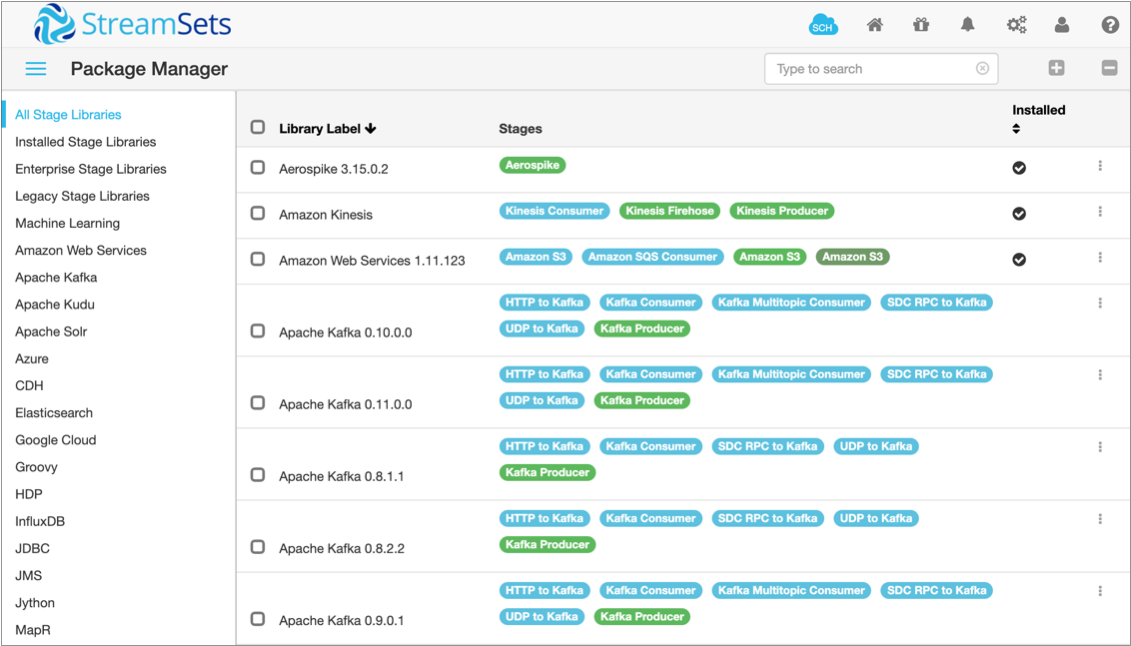 StreamSets
SCH
Package Manager
Type to search
All Stage Libraries
Installed Stage Libraries
Enterprise Stage Libraries
Legacy Stage Libraries
Machine Learning
Amazon Web Services
Apache Kafka
Apache Kudu
Apache Solr
Azure
CDH
Elasticsearch
Google Cloud
Groovy
HDP
InfluxDB
JDBC
JMS
Jython
MapR
Library Label Stages Installed
Aerospike 3.15.0.2 Aerospike
Amazon Kinesis Kinesis Consumer Kinesis Firehose Kinesis Producer
Amazon Web Services 1.11.123 Amazon S3 Amazon SQS Consumer Amazon S3 Amazon S3
HTTP to Kafka Kafka Consumer Kafka Multitopic Consumer SDC RPC to Kafka
Apache Kafka 0.10.0.0 UDP to Kafka Kafka Producer
HTTP to Kafka Kafka Consumer Kafka Multitopic Consumer SDC RPC to Kafka
Apache Kafka 0.11.0.0 UDP to Kafka Kafka Producer
HTTP to Kafka Kafka Consumer SDC RPC to Kafka UDP to Kafka
Apache Kafka 0.8.1.1 Kafka Producer
HTTP to Kafka Kafka Consumer SDC RPC to Kafka UDP to Kafka
Apache Kafka 0.8.2.2 Kafka Producer
HTTP to Kafka Kafka Consumer Kafka Multitopic Consumer SDC RPC to Kafka
Apache Kafka 0.9.0.1 UDP to Kafka Kafka Producer